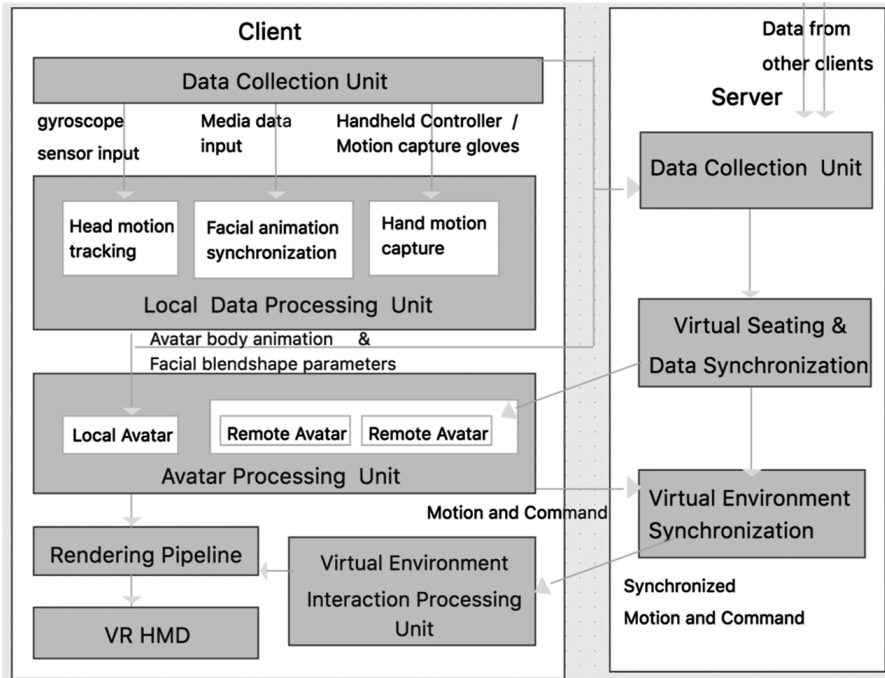 Client
Data Collection Unit
gyroscope
sensor input
Media data
input
Handheld Controller /
Motion capture gloves
Head motion
tracking
Facial animation
synchronization
Hand motion
capture
Local Data Processing Unit
Avatar body animation &
Facial blendshape parameters
Local Avatar
Remote Avatar
Remote Avatar
Avatar Processing Unit
Motion and Command
Rendering Pipeline
Virtual Environment
Interaction Processing
Unit
VR HMD
Data from
other clients
Server
Data Collection Unit
Virtual Seating &
Data Synchronization
Virtual Environment
Synchronization
Synchronized
Motion and Command